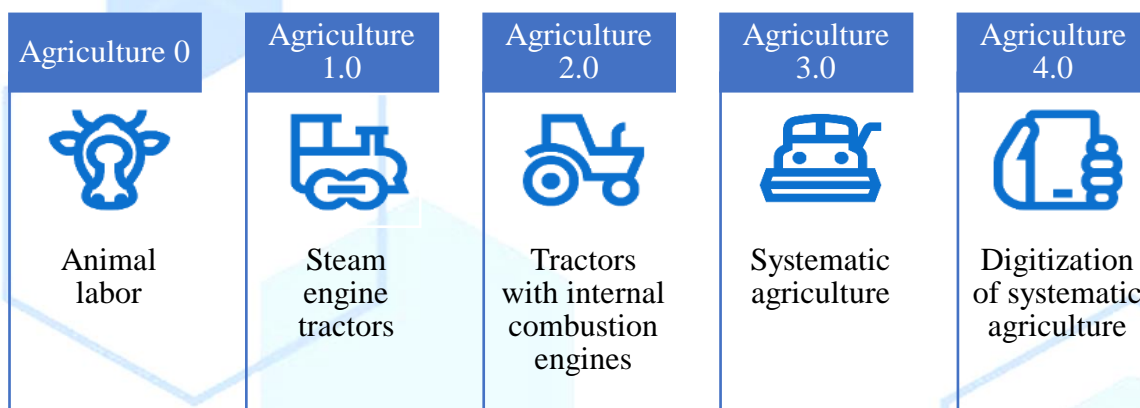 Agriculture 0
Animal
labor
Agriculture
1.0
Steam
engine
tractors
Agriculture
2.0
Tractors
with internal
combustion
engines
Agriculture
3.0
Systematic
agriculture
Agriculture
4.0
Digitization
of systematic
agriculture